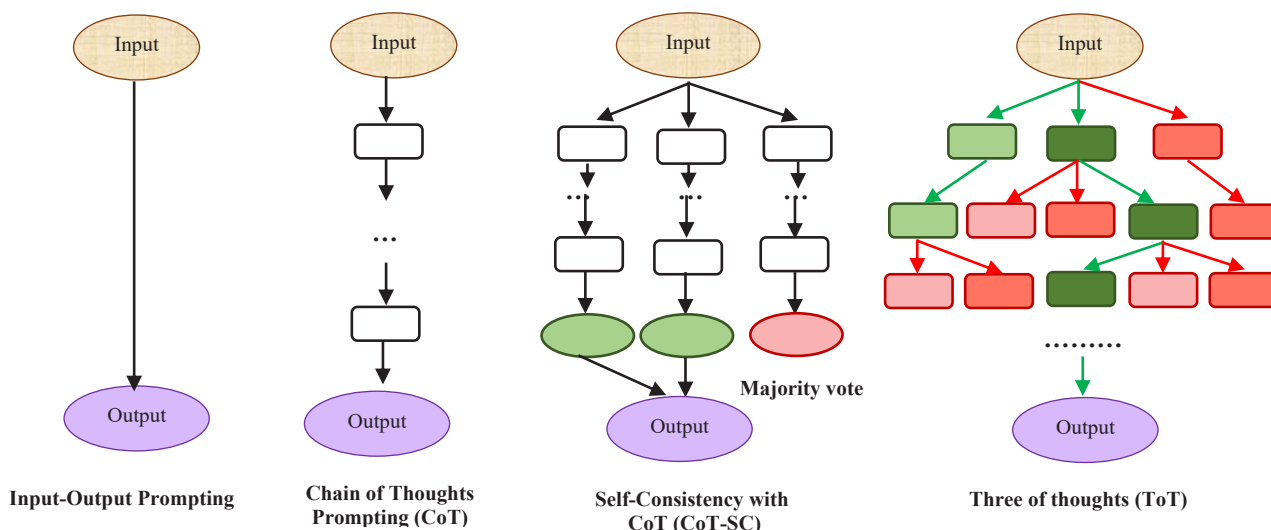 Input
Input
Input
Input
...
... ... ...
Majority vote
.........
Output
Output
Output
Output
Input-Output Prompting
Chain of Thoughts
Prompting (CoT)
Self-Consistency with
CoT (CoT-SC)
Three of thoughts (ToT)